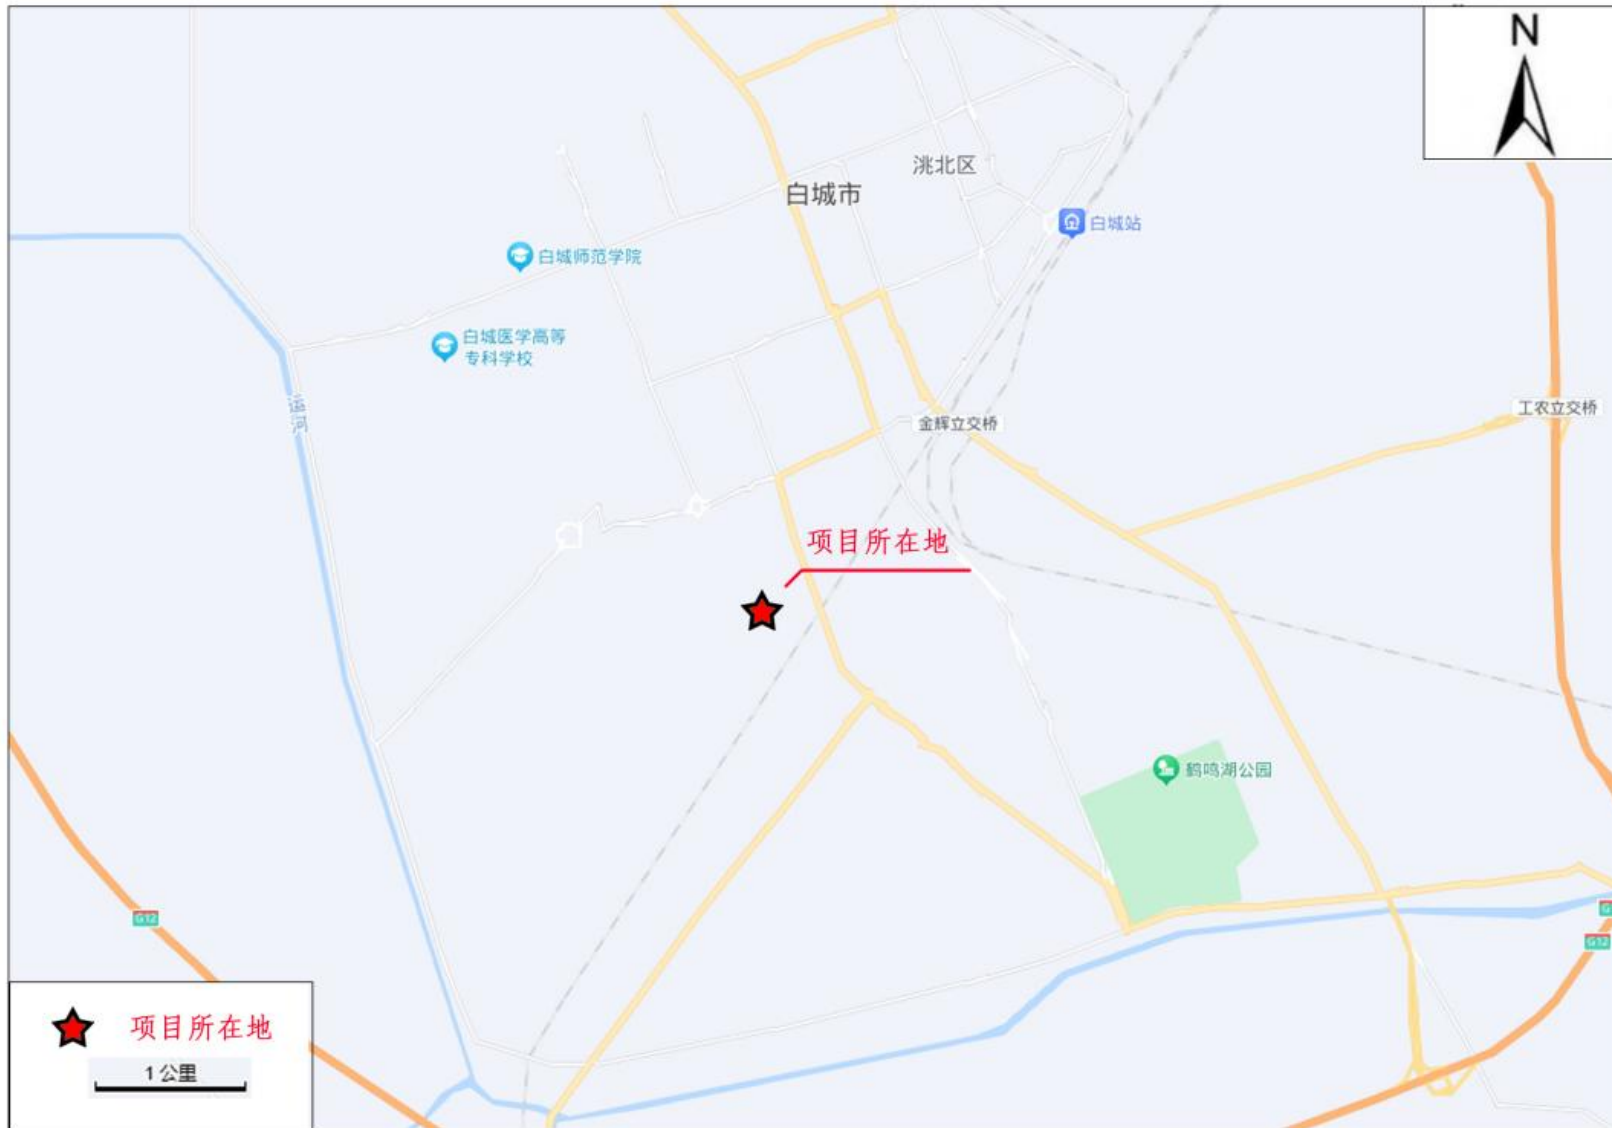 N
洮北区
白城市
白城站
白城师范学院
白城医学高等
专科学校
运河
工农立交桥
金辉立交桥
项目所在地
鹤鸣湖公园
G12
G12
项目所在地
1 公里